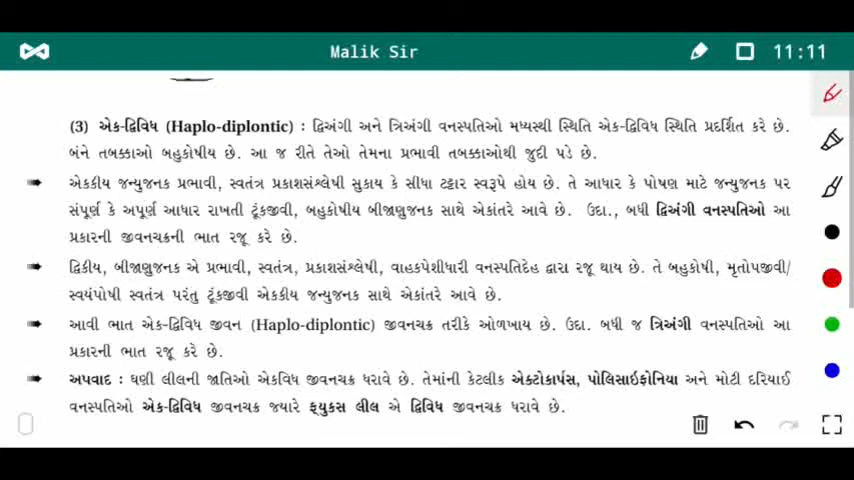 Malik Sir
11:11
(3) એક-દ્વિવિધ (Haplo-diplontic) : દ્વિઅંગી અને ત્રિઅંગી વનસ્પતિઓ મધ્યસ્થી સ્થિતિ એક-દ્વિવિધ સ્થિતિ પ્રદર્શિત કરે છે.
બંને તબક્કાઓ બહુકોષીય છે. આ જ રીતે તેઓ તેમના પ્રભાવી તબક્કાઓથી જુદી પડે છે.
➠ એકકીય જન્યુજનક પ્રભાવી, સ્વતંત્ર પ્રકાશસંશ્લેષી સુકાય કે સીધા ટટ્ટાર સ્વરૂપે હોય છે. તે આધાર કે પોષણ માટે જન્યુજનક પર
સંપૂર્ણ કે અપૂર્ણ આધાર રાખતી ટૂંકજીવી, બહુકોષીય બીજાણુજનક સાથે એકાંતરે આવે છે. ઉદા., બધી દ્વિઅંગી વનસ્પતિઓ આ
પ્રકારની જીવનચક્રની ભાત રજૂ કરે છે.
➠ દ્વિકીય, બીજાણુજનક એ પ્રભાવી, સ્વતંત્ર, પ્રકાશસંશ્લેષી, વાહકપેશીધારી વનસ્પતિદેહ દ્વારા રજૂ થાય છે. તે બહુકોષી, મૃતોપજીવી/
સ્વયંપોષી સ્વતંત્ર પરંતુ ટૂંકજીવી એકકીય જન્યુજનક સાથે એકાંતરે આવે છે.
➠ આવી ભાત એક-દ્વિવિધ જીવન (Haplo-diplontic) જીવનચક્ર તરીકે ઓળખાય છે. ઉદા. બધી જ ત્રિઅંગી વનસ્પતિઓ આ
પ્રકારની ભાત રજૂ કરે છે.
➠ અપવાદ : ઘણી લીલની જાતિઓ એકવિધ જીવનચક્ર ધરાવે છે. તેમાંની કેટલીક એક્ટોકાર્પસ, પોલિસાઇફોનિયા અને મોટી દરિયાઈ
વનસ્પતિઓ એક-દ્વિવિધ જીવનચક્ર જ્યારે ફ્યુકસ લીલ એ દ્વિવિધ જીવનચક્ર ધરાવે છે.